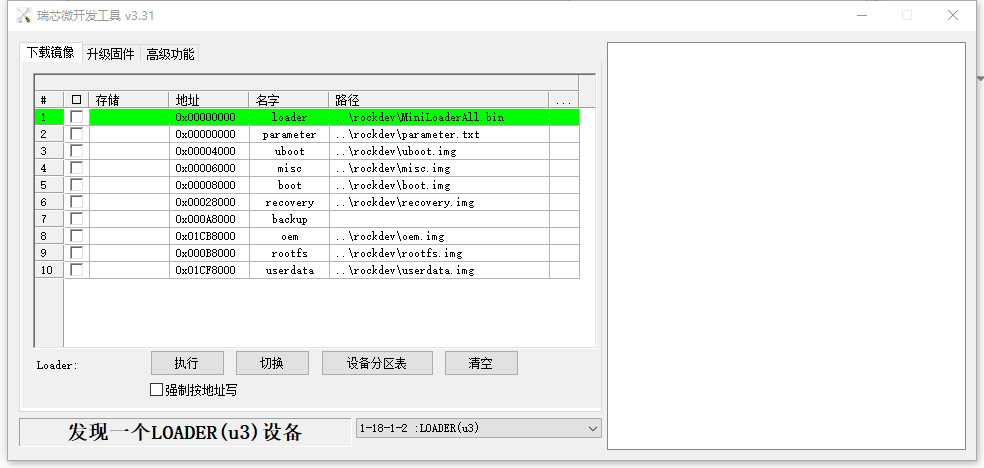 瑞芯微开发工具 v3.31
下载镜像 升级固件 高级功能
# 存储 地址 名字 路径 ...
1 0x00000000 loader ..\rockdev\MiniLoaderAll.bin
2 0x00000000 parameter ..\rockdev\parameter.txt
3 0x00004000 uboot ..\rockdev\uboot.img
4 0x00006000 misc ..\rockdev\misc.img
5 0x00008000 boot ..\rockdev\boot.img
6 0x00028000 recovery ..\rockdev\recovery.img
7 0x000A8000 backup
8 0x01CB8000 oem ..\rockdev\oem.img
9 0x000B8000 rootfs ..\rockdev\rootfs.img
10 0x01CF8000 userdata ..\rockdev\userdata.img
Loader: 执行 切换 设备分区表 清空
强制按地址写
发现一个LOADER(u3)设备 1-18-1-2 :LOADER(u3)